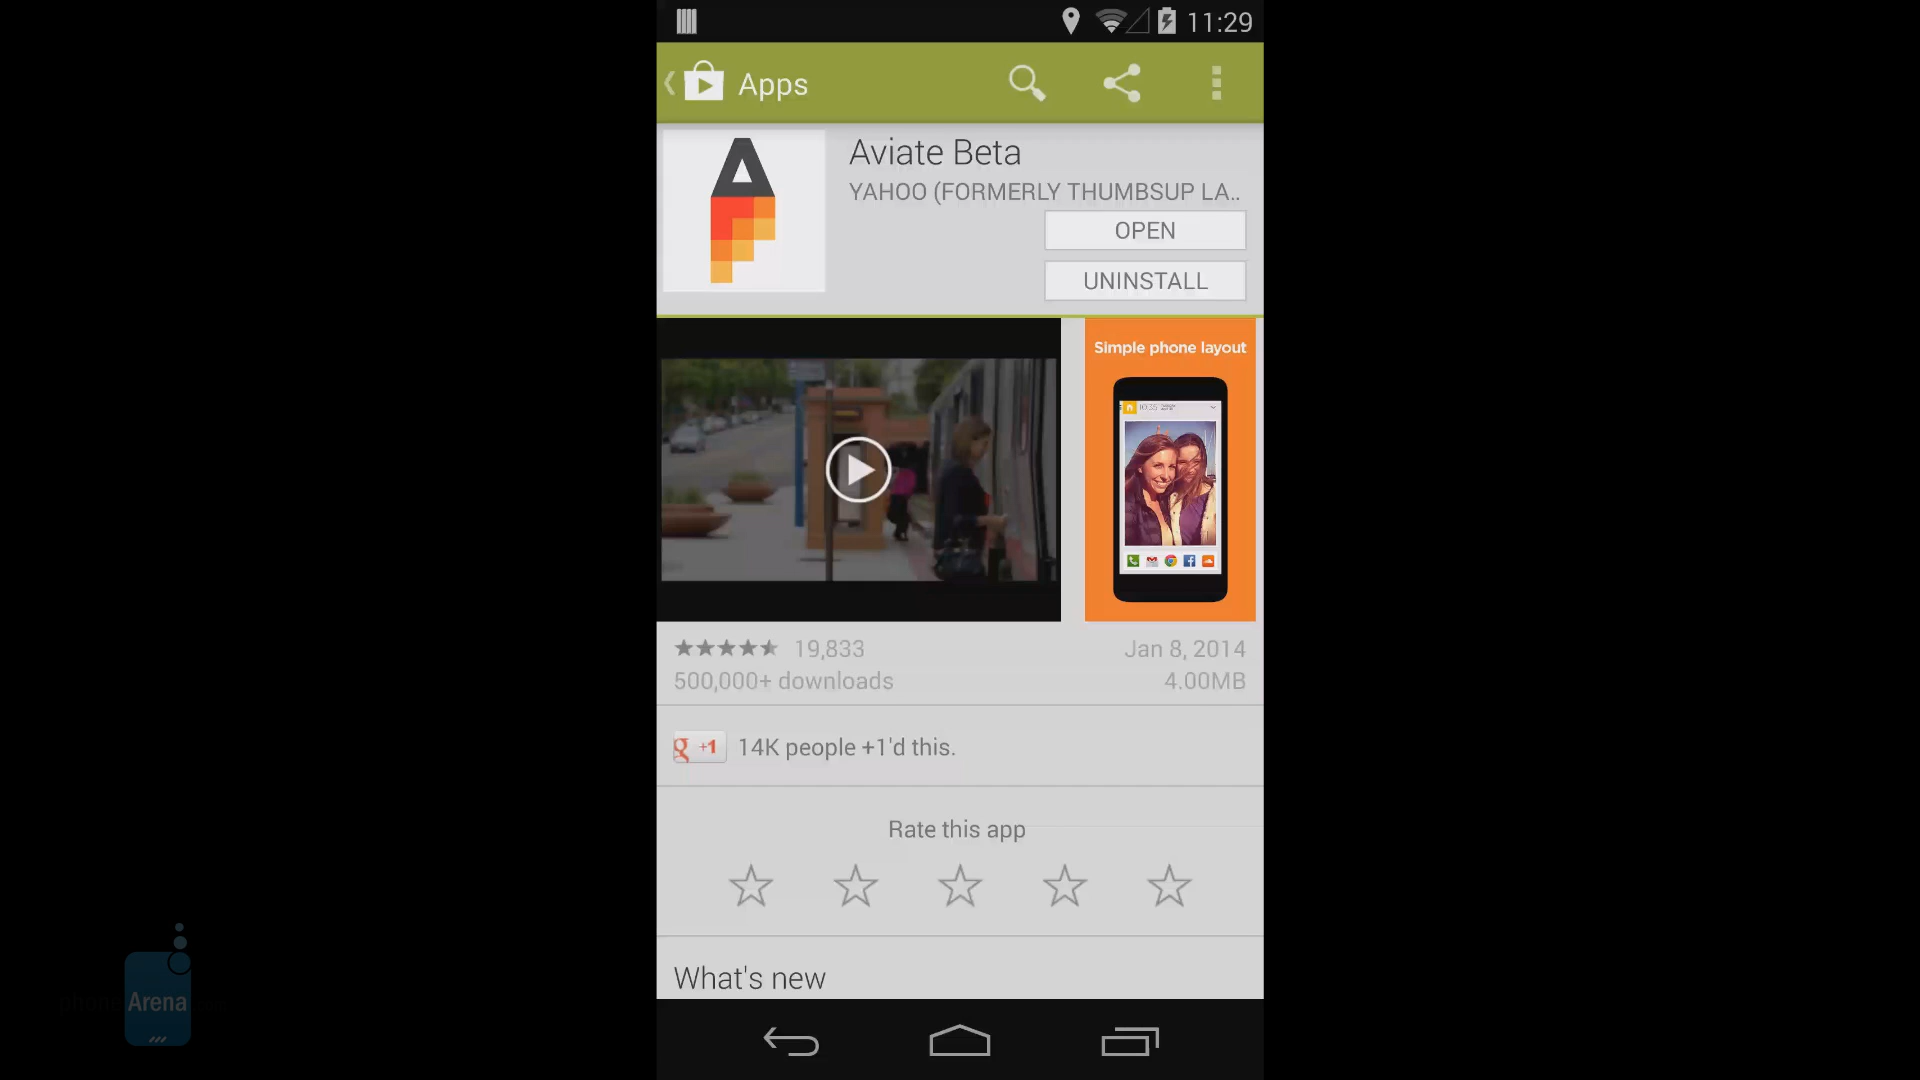 11:29
Apps
Aviate Beta
YAHOO (FORMERLY THUMBSUP LA..
OPEN
UNINSTALL
Simple phone layout
19,833
Jan 8, 2014
500,000+ downloads
4.00MB
g +1
14K people +1'd this.
Rate this app
What's new
phoneArena